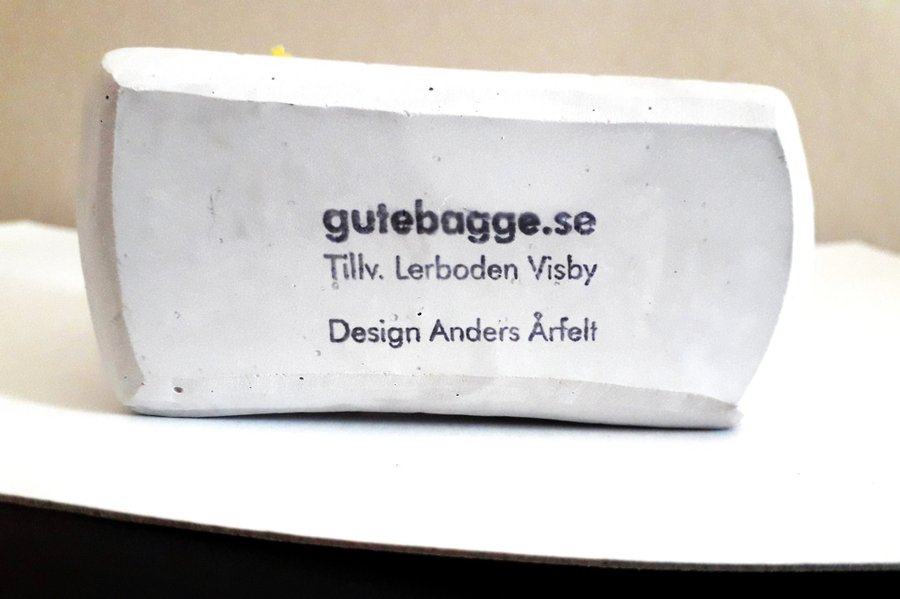 gutebagge.se
Tillv. Lerboden Visby
Design Anders Årfelt